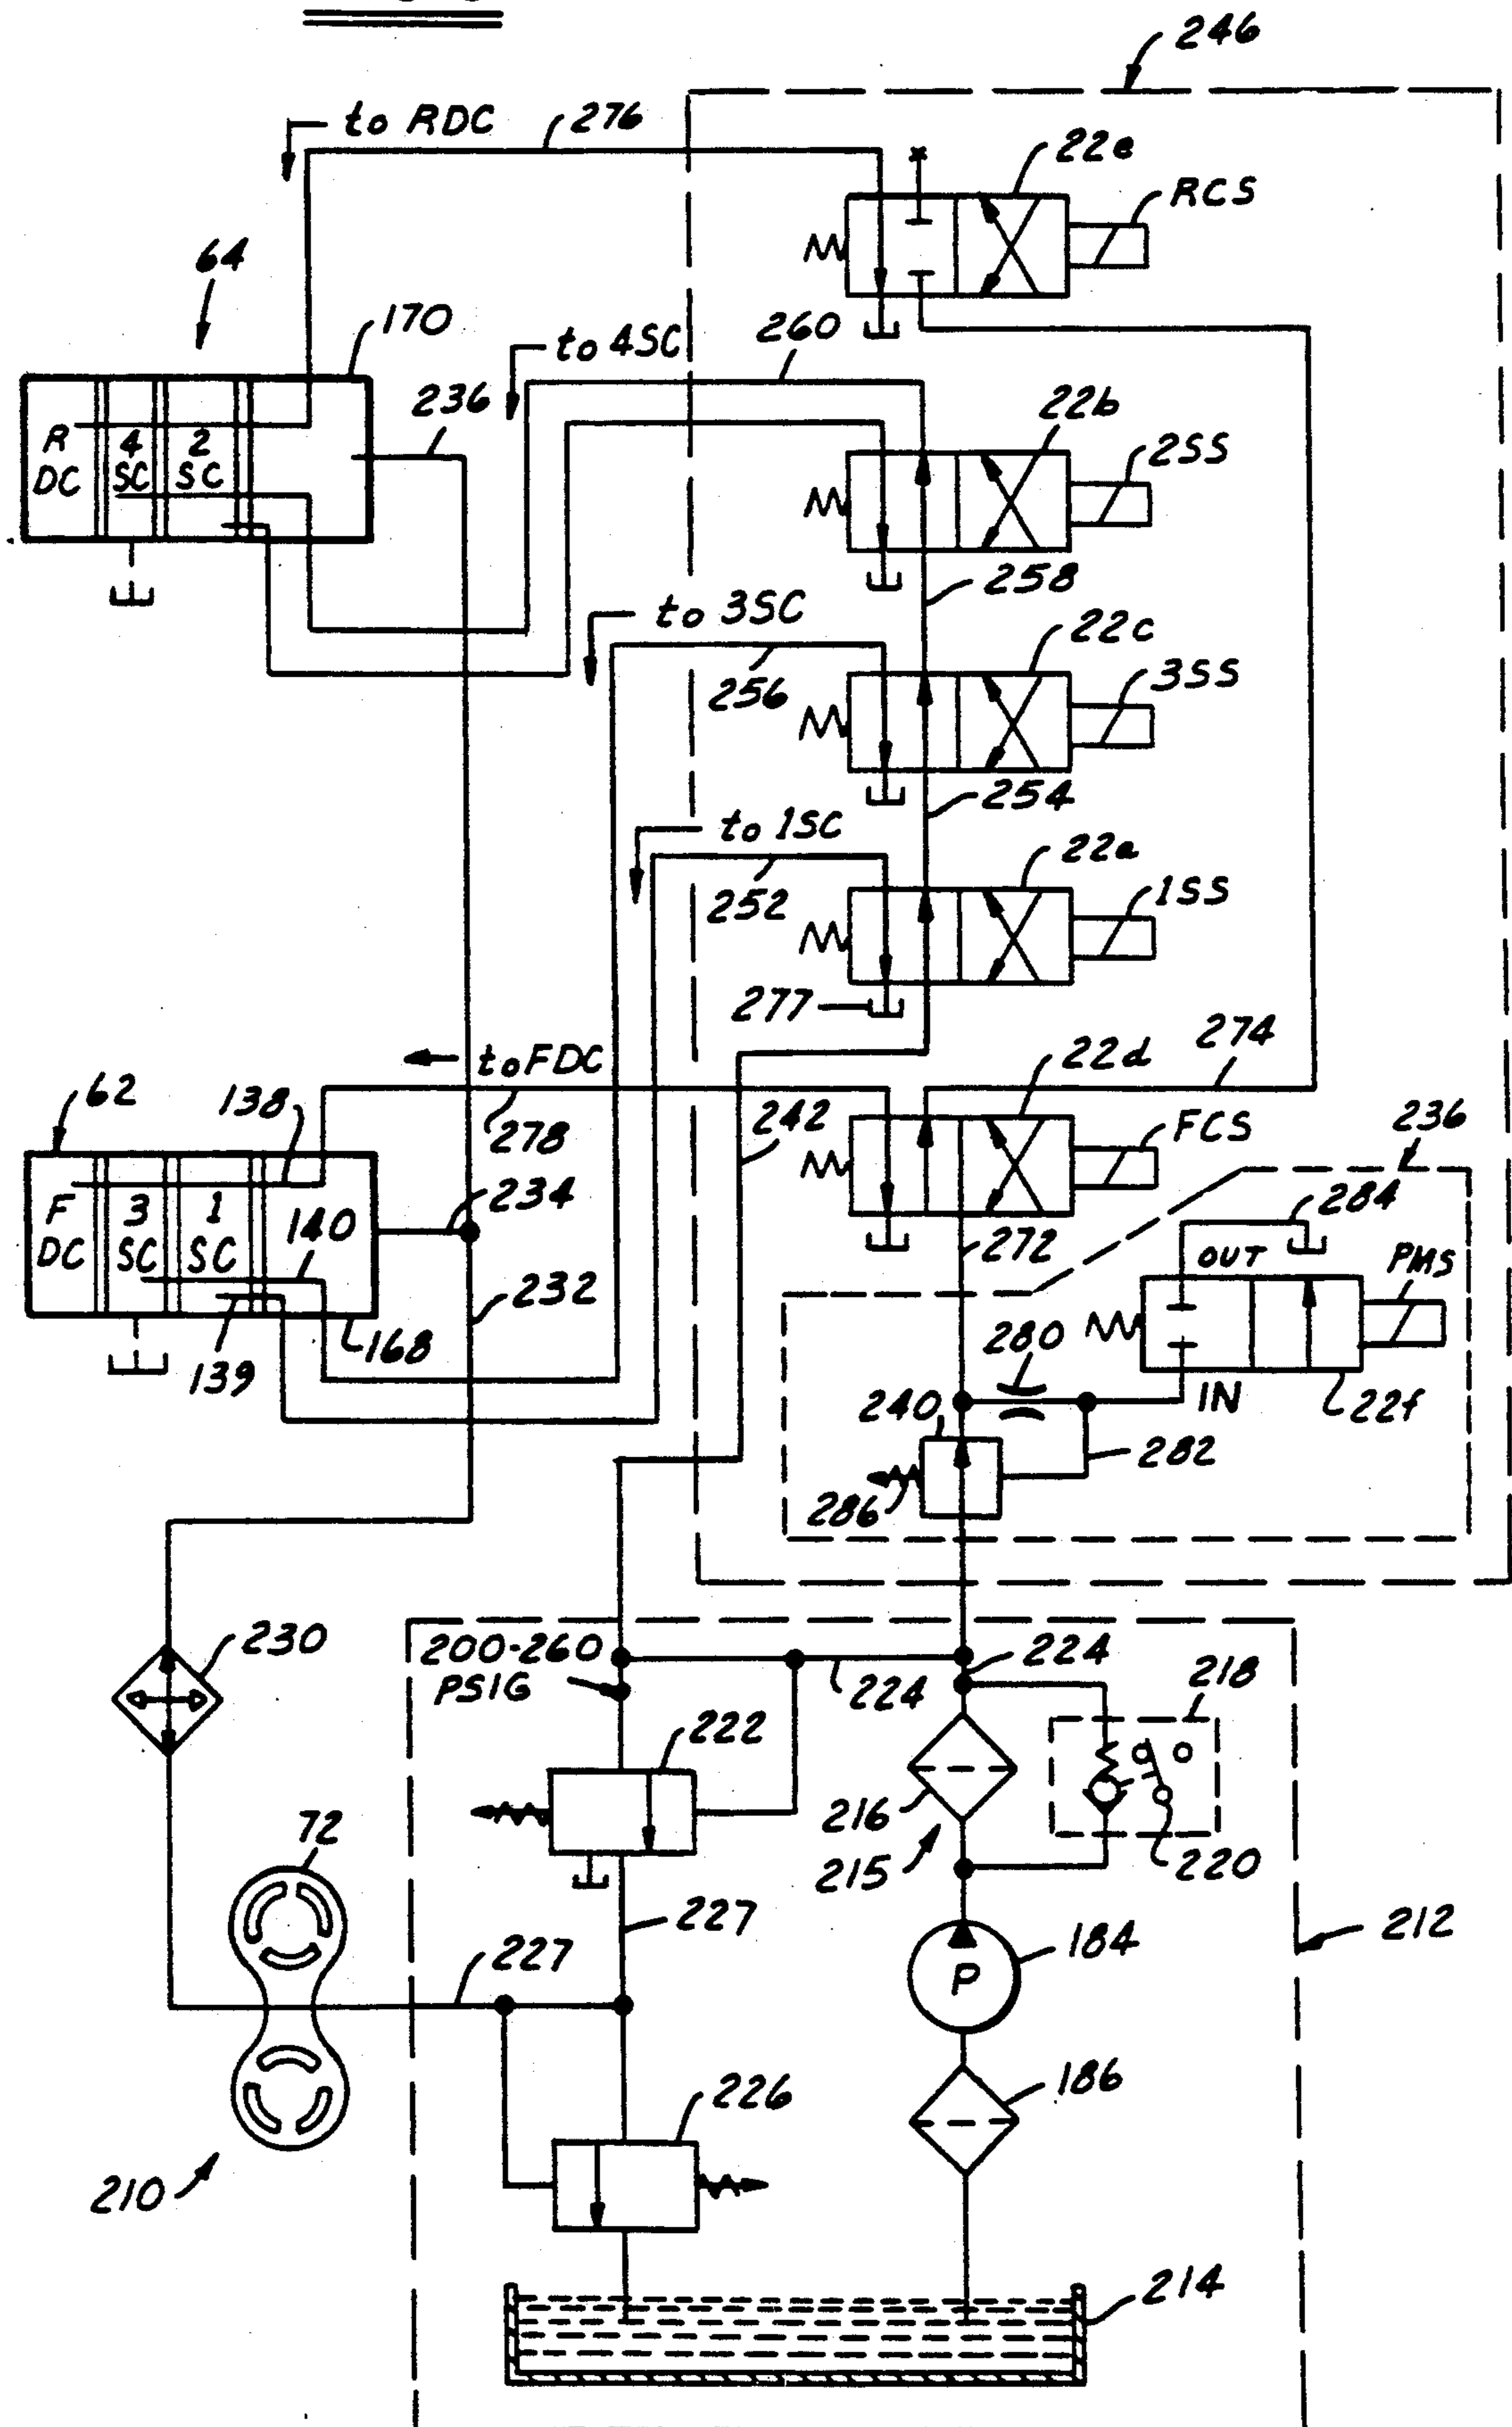 246
to RDC
276
22e
RCS
64
170
to 4SC
260
236
22b
2SS
R
DC
4
SC
2
SC
258
to 3SC
22c
256
3SS
254
to 1SC
22a
252
1SS
277
274
to FDC
22d
62
138
278
242
FCS
236
F
DC
3
SC
1
SC
140
234
284
272
OUT
PMS
232
280
139
168
240
IN
22f
282
286
230
200-260
PSIG
224
224
218
222
216
72
215
220
227
184
212
227
P
226
186
210
214